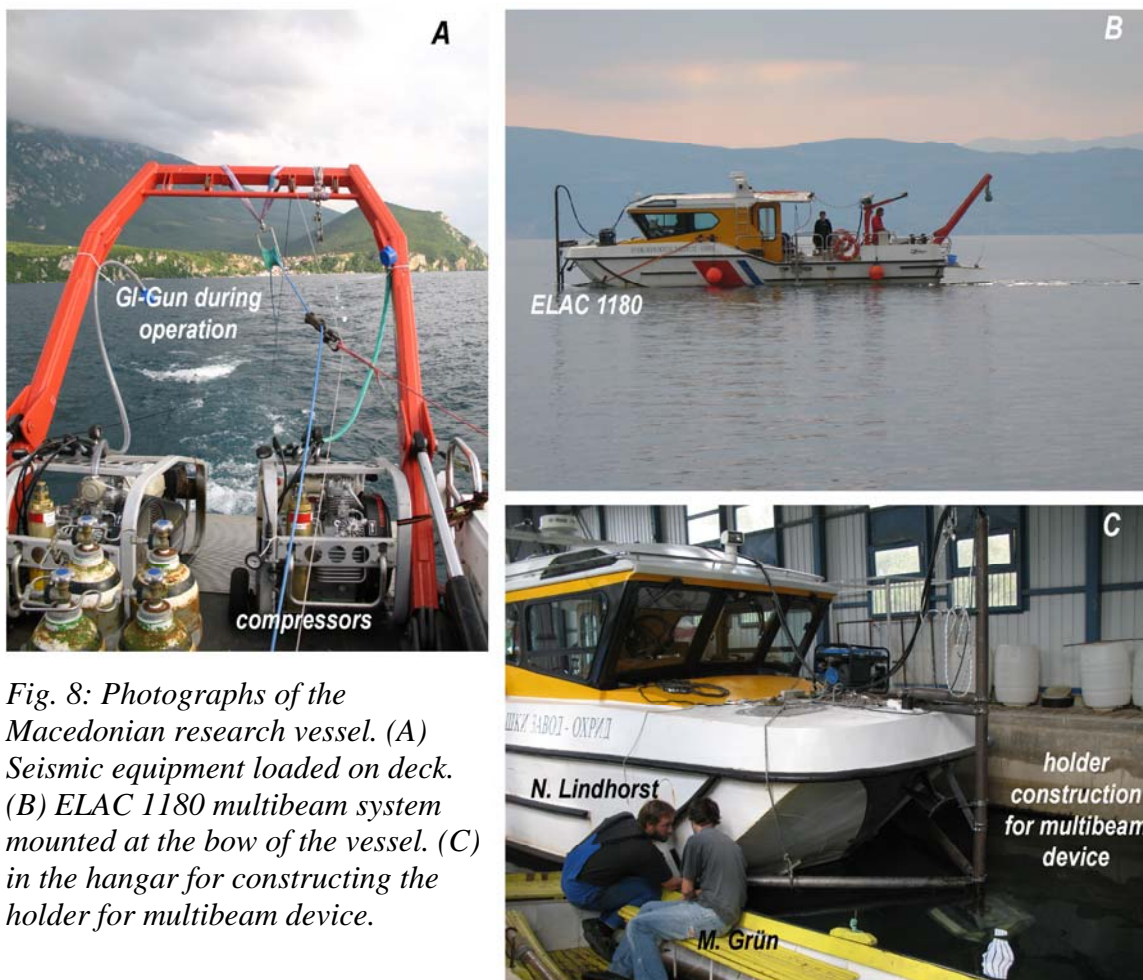 A
GI-Gun during
operation
compressors
B
ELAC 1180
C
ШКИ ЗАВОД - ОХРИД
N. Lindhorst
M. Grün
holder
construction
for multibeam
device
Fig. 8: Photographs of the
Macedonian research vessel. (A)
Seismic equipment loaded on deck.
(B) ELAC 1180 multibeam system
mounted at the bow of the vessel. (C)
in the hangar for constructing the
holder for multibeam device.